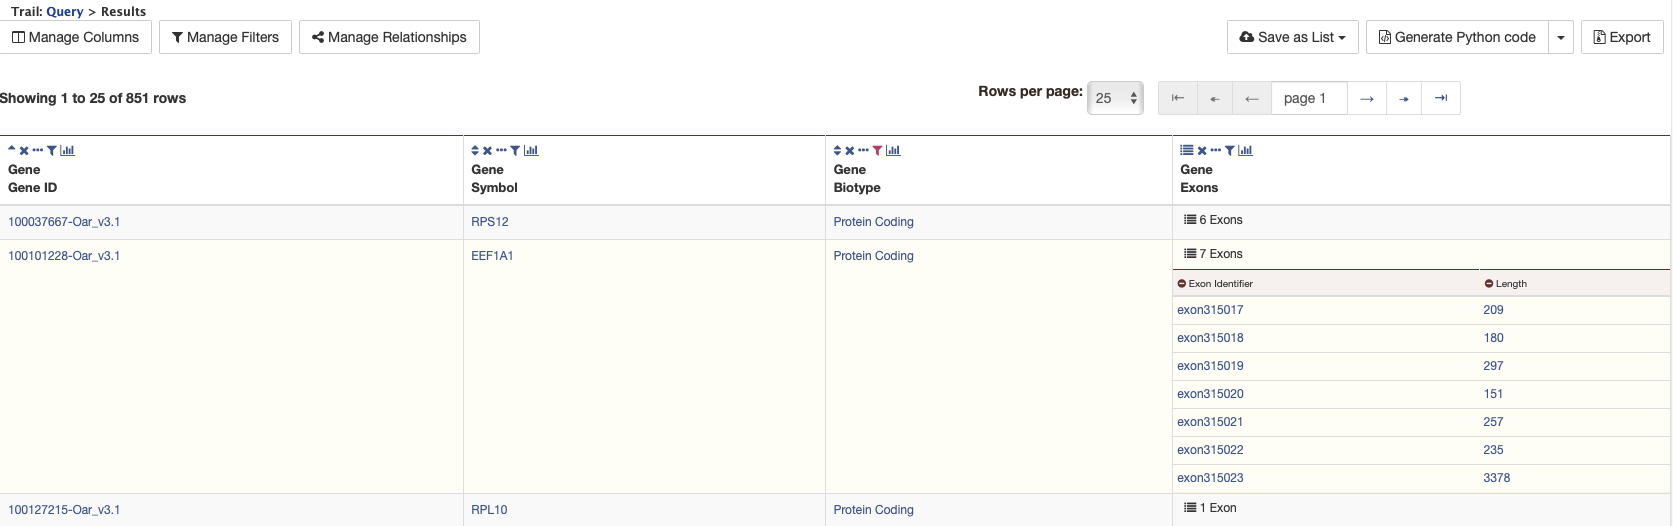 Trail: Query > Results
Manage Columns Manage Filters Manage Relationships Save as List Generate Python code Export
Showing 1 to 25 of 851 rows Rows per page: 25 page 1
Gene Gene Gene Gene
Gene ID Symbol Biotype Exons
100037667-Oar_v3.1 RPS12 Protein Coding 6 Exons
100101228-Oar_v3.1 EEF1A1 Protein Coding 7 Exons
Exon Identifier Length
exon315017 209
exon315018 180
exon315019 297
exon315020 151
exon315021 257
exon315022 235
exon315023 3378
100127215-Oar_v3.1 RPL10 Protein Coding 1 Exon